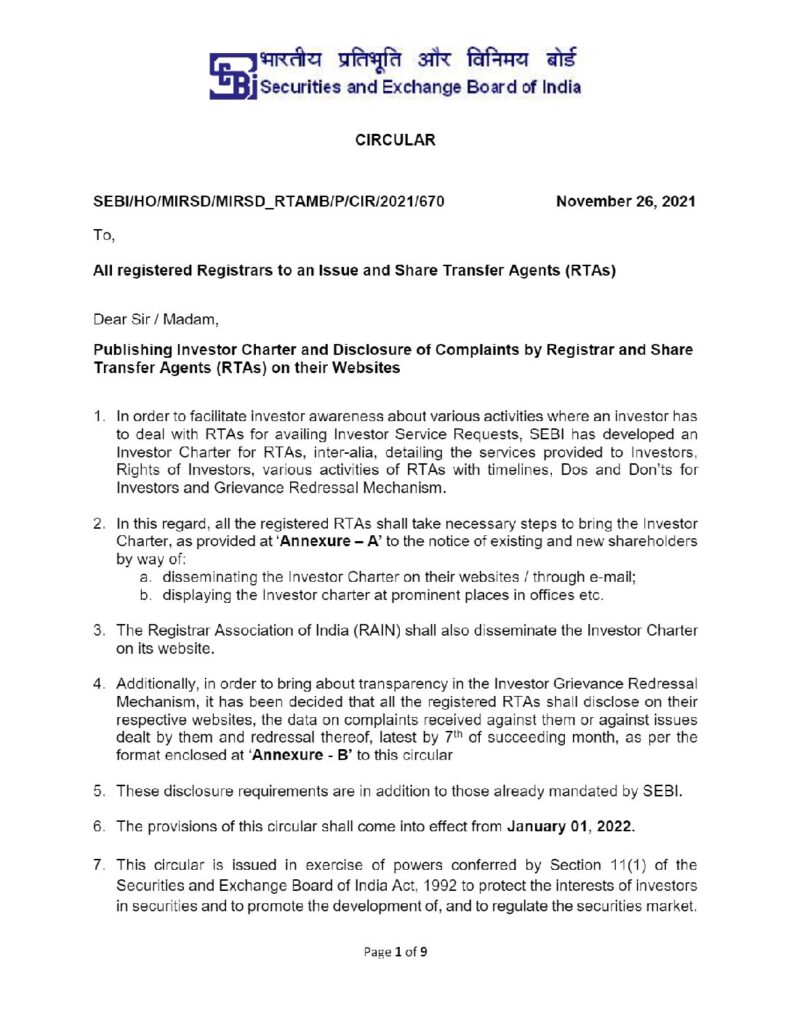 भारतीय प्रतिभूति और विनिमय बोर्ड
SEBI Securities and Exchange Board of India
CIRCULAR
SEBI/HO/MIRSD/MIRSD_RTAMB/P/CIR/2021/670 November 26, 2021
To,
All registered Registrars to an Issue and Share Transfer Agents (RTAs)
Dear Sir / Madam,
Publishing Investor Charter and Disclosure of Complaints by Registrar and Share
Transfer Agents (RTAs) on their Websites
1. In order to facilitate investor awareness about various activities where an investor has
to deal with RTAs for availing Investor Service Requests, SEBI has developed an
Investor Charter for RTAs, inter-alia, detailing the services provided to Investors,
Rights of Investors, various activities of RTAs with timelines, Dos and Don’ts for
Investors and Grievance Redressal Mechanism.
2. In this regard, all the registered RTAs shall take necessary steps to bring the Investor
Charter, as provided at ‘Annexure – A’ to the notice of existing and new shareholders
by way of:
a. disseminating the Investor Charter on their websites / through e-mail;
b. displaying the Investor charter at prominent places in offices etc.
3. The Registrar Association of India (RAIN) shall also disseminate the Investor Charter
on its website.
4. Additionally, in order to bring about transparency in the Investor Grievance Redressal
Mechanism, it has been decided that all the registered RTAs shall disclose on their
respective websites, the data on complaints received against them or against issues
dealt by them and redressal thereof, latest by 7th of succeeding month, as per the
format enclosed at ‘Annexure - B’ to this circular
5. These disclosure requirements are in addition to those already mandated by SEBI.
6. The provisions of this circular shall come into effect from January 01, 2022.
7. This circular is issued in exercise of powers conferred by Section 11(1) of the
Securities and Exchange Board of India Act, 1992 to protect the interests of investors
in securities and to promote the development of, and to regulate the securities market.
Page 1 of 9